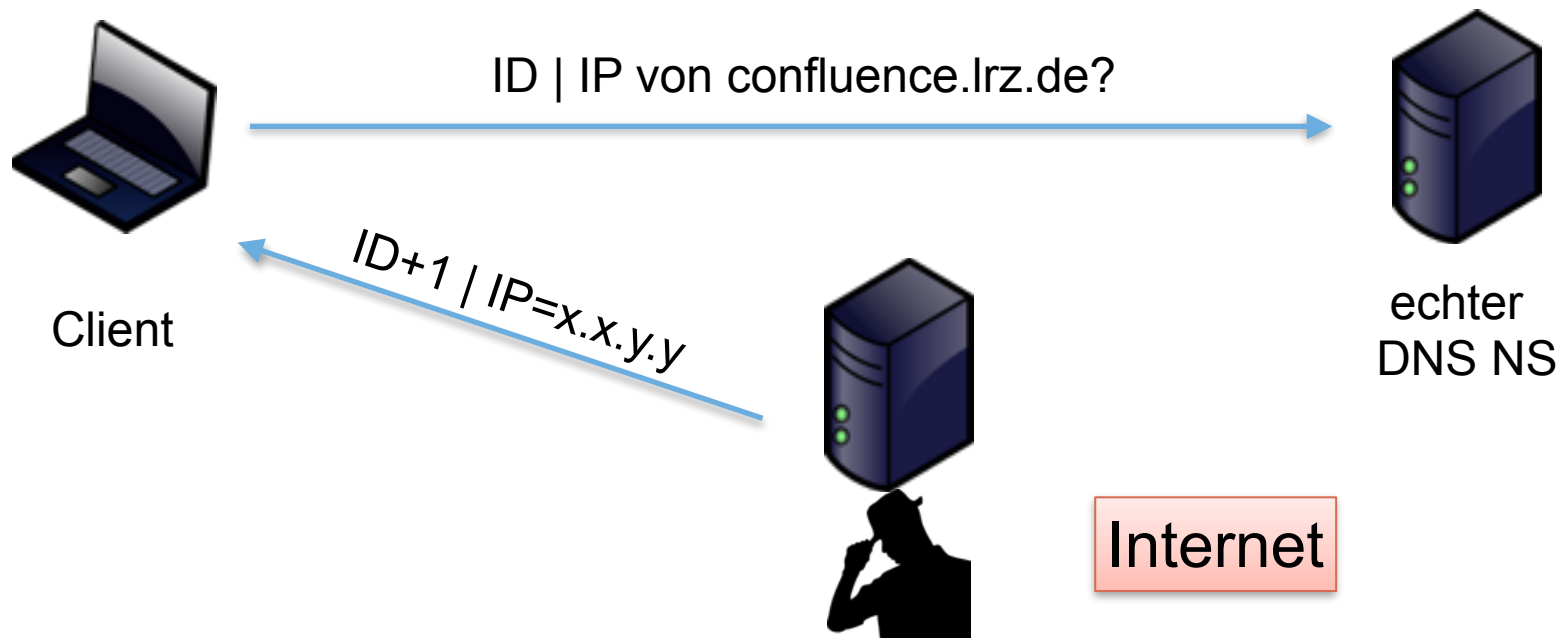 ID | IP von confluence.lrz.de?
ID+1 | IP=x.x.y.y
Client
echter
DNS NS
Internet